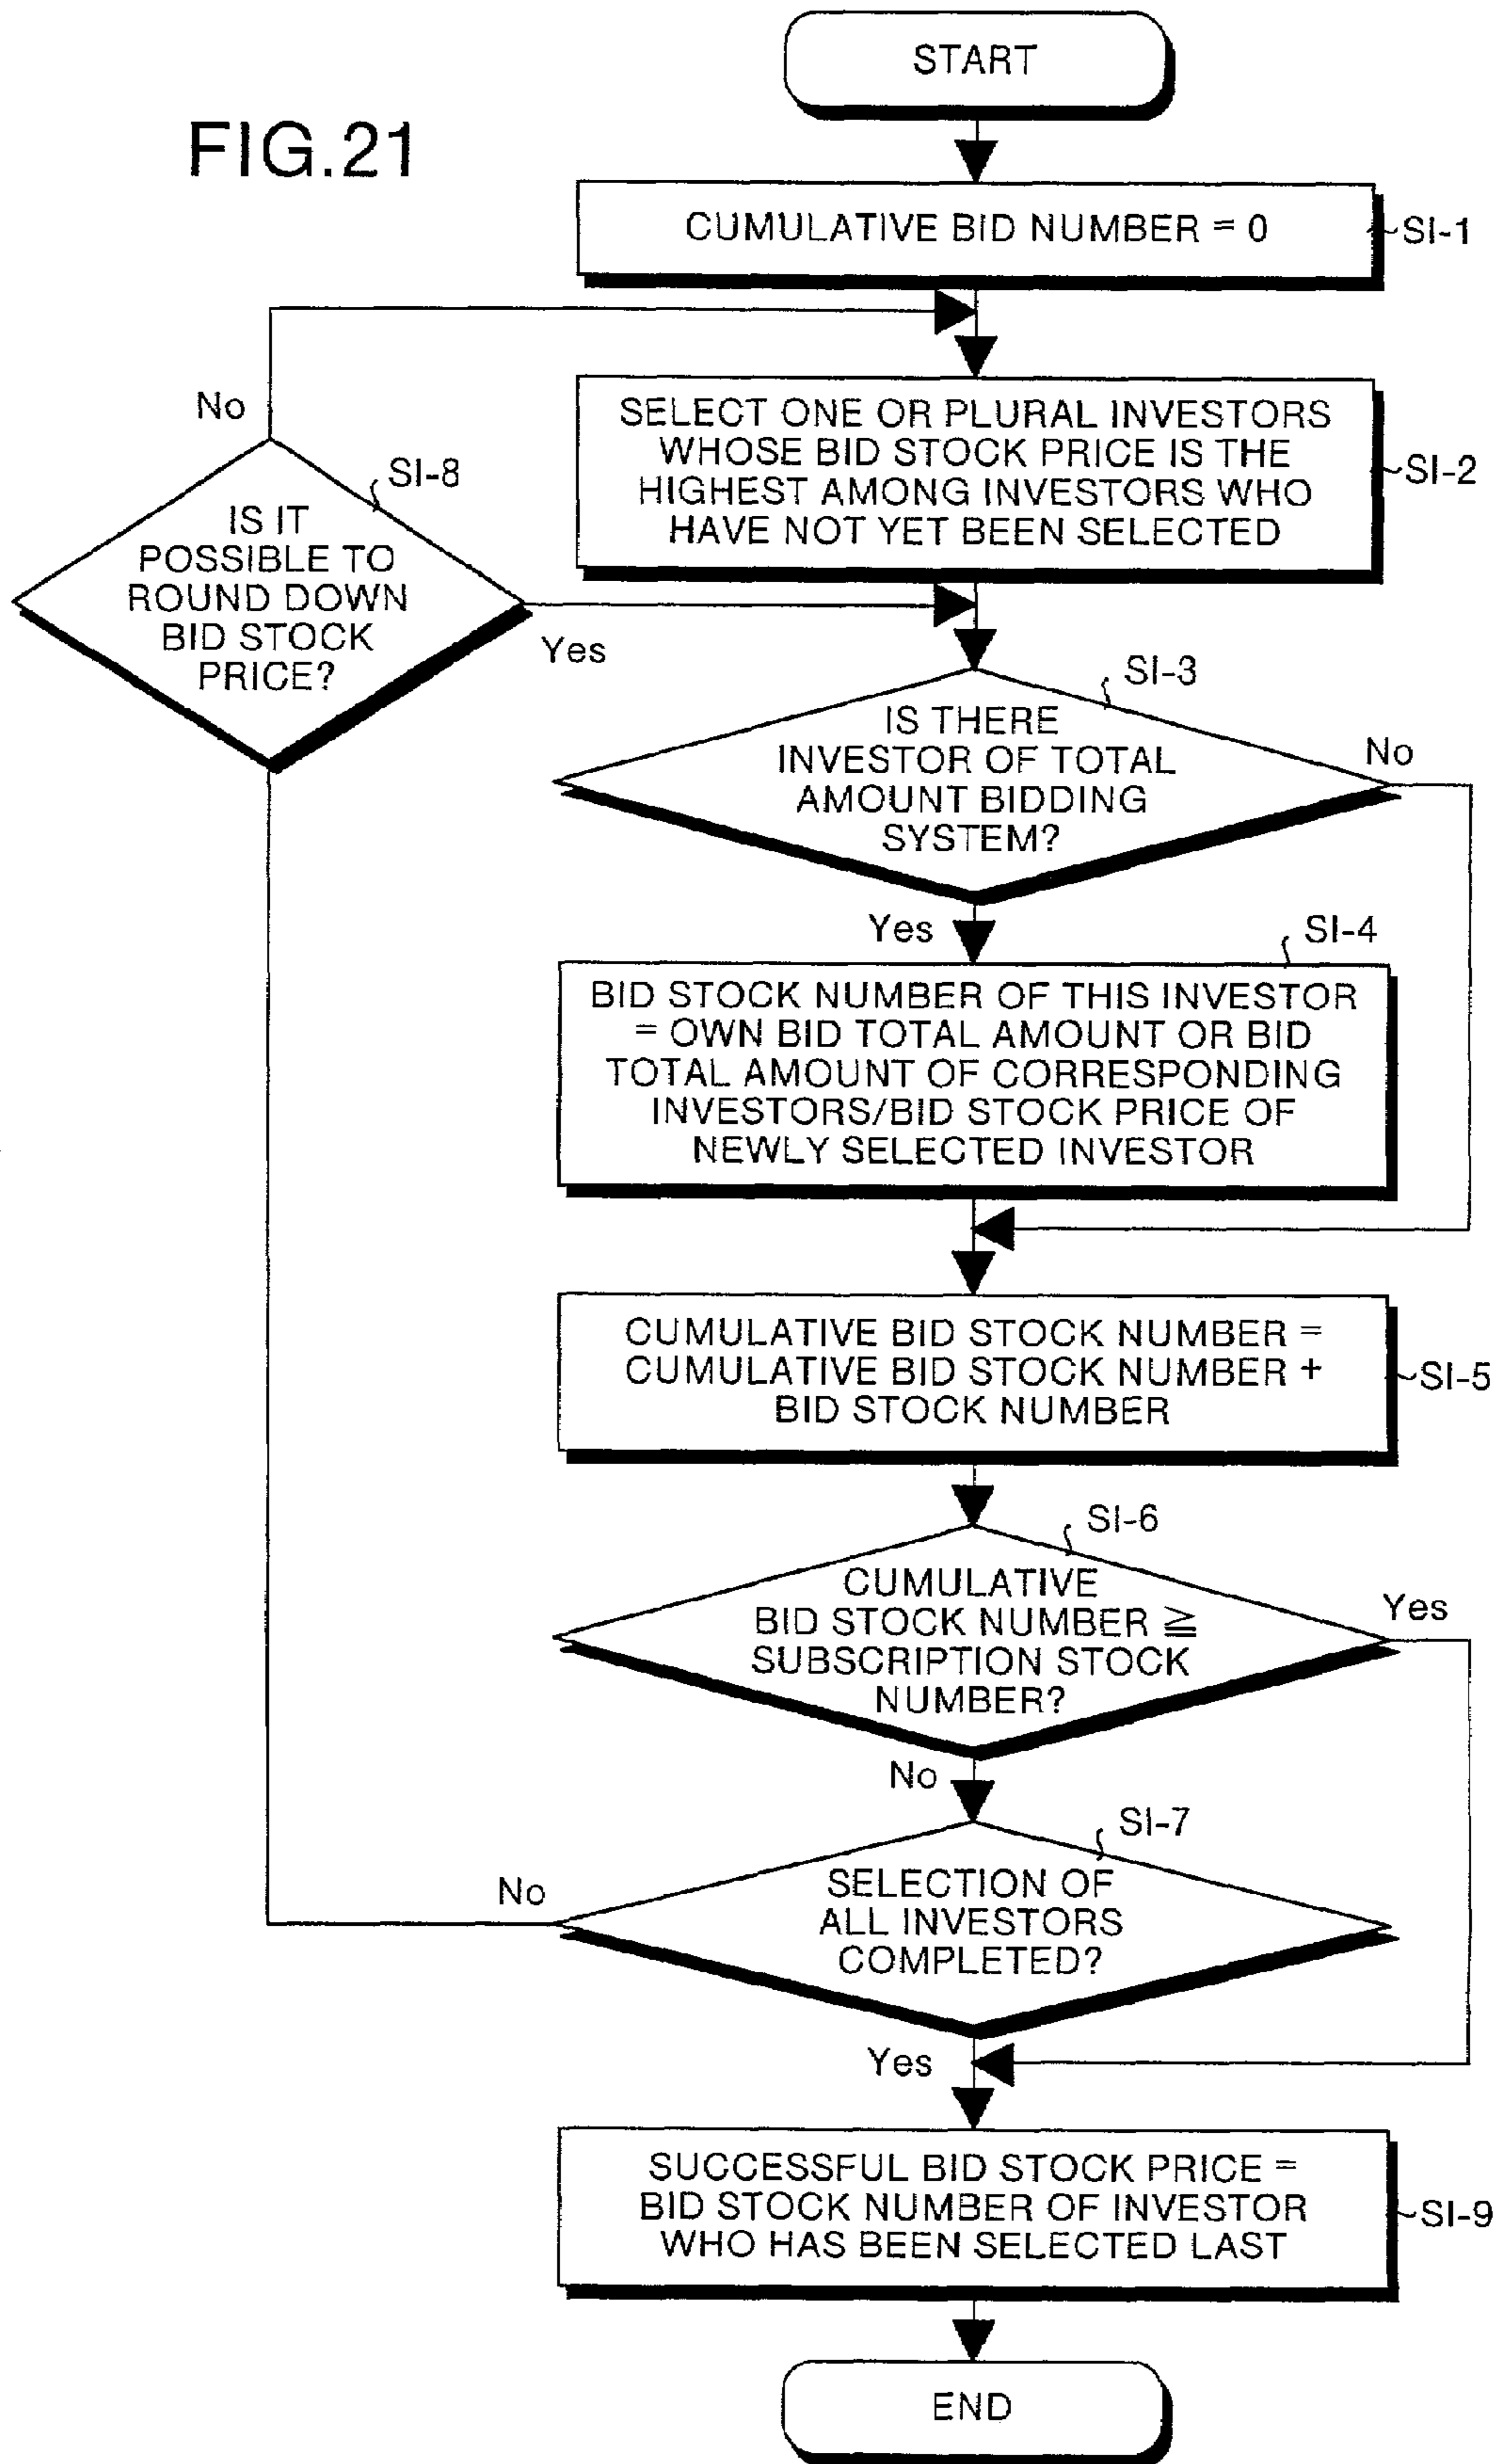 FIG.21
START
CUMULATIVE BID NUMBER = 0
SI-1
SELECT ONE OR PLURAL INVESTORS
WHOSE BID STOCK PRICE IS THE
HIGHEST AMONG INVESTORS WHO
HAVE NOT YET BEEN SELECTED
SI-2
No
SI-8
IS IT
POSSIBLE TO
ROUND DOWN
BID STOCK
PRICE?
Yes
SI-3
IS THERE
INVESTOR OF TOTAL
AMOUNT BIDDING
SYSTEM?
No
Yes
SI-4
BID STOCK NUMBER OF THIS INVESTOR
= OWN BID TOTAL AMOUNT OR BID
TOTAL AMOUNT OF CORRESPONDING
INVESTORS/BID STOCK PRICE OF
NEWLY SELECTED INVESTOR
CUMULATIVE BID STOCK NUMBER =
CUMULATIVE BID STOCK NUMBER +
BID STOCK NUMBER
SI-5
SI-6
CUMULATIVE
BID STOCK NUMBER ≧
SUBSCRIPTION STOCK
NUMBER?
Yes
No
SI-7
SELECTION OF
ALL INVESTORS
COMPLETED?
No
Yes
SUCCESSFUL BID STOCK PRICE =
BID STOCK NUMBER OF INVESTOR
WHO HAS BEEN SELECTED LAST
SI-9
END